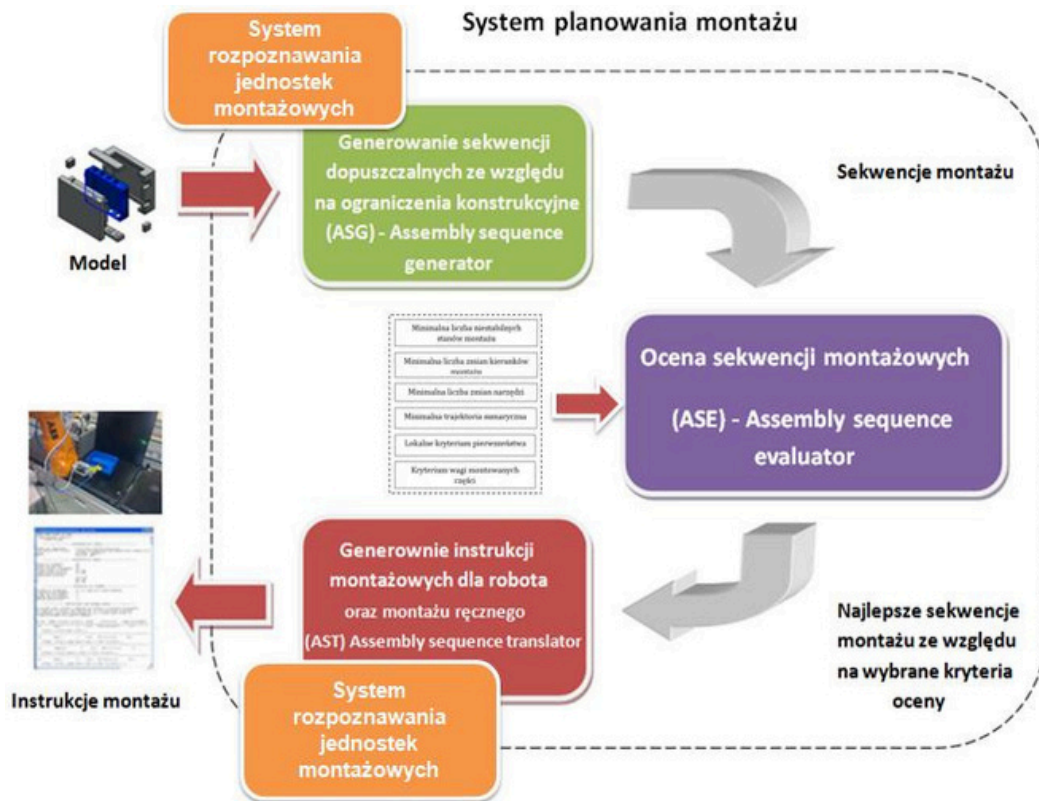 System planowania montażu
System
rozpoznawania
jednostek
montażowych
Generowanie sekwencji
dopuszczalnych ze względu
na ograniczenia konstrukcyjne
(ASG) - Assembly sequence
generator
Sekwencje montażu
Model
Minimalna liczba niestabilnych
stanów montażu
Minimalna liczba zmian kierunków
montażu
Minimalna liczba zmian narzędzi
Minimalna trajektoria sumaryczna
Lokalne kryterium pierwszeństwa
Kryterium wagi montowanych
części
Ocena sekwencji montażowych
(ASE) - Assembly sequence
evaluator
Generownie instrukcji
montażowych dla robota
oraz montażu ręcznego
(AST) Assembly sequence translator
Najlepsze sekwencje
montażu ze względu
na wybrane kryteria
oceny
Instrukcje montażu
System
rozpoznawania
jednostek
montażowych